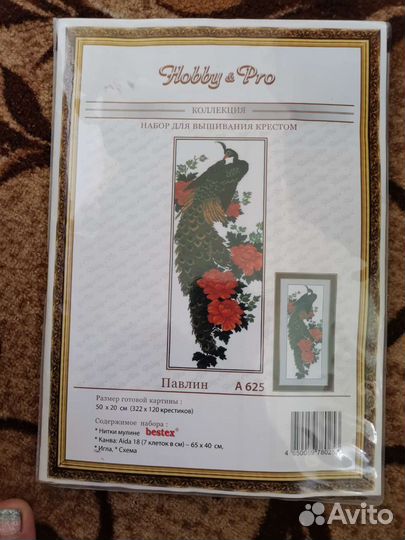 Hobby & Pro
КОЛЛЕКЦИЯ
НАБОР ДЛЯ ВЫШИВАНИЯ КРЕСТОМ
Павлин А 625
Размер готовой картины :
50 x 20 см (322 x 120 крестиков)
Содержимое набора :
* Нитки мулине bestex®
* Канва: Aida 18 (7 клеток в см) – 65 x 40 см,
* Игла, * Схема
Avito